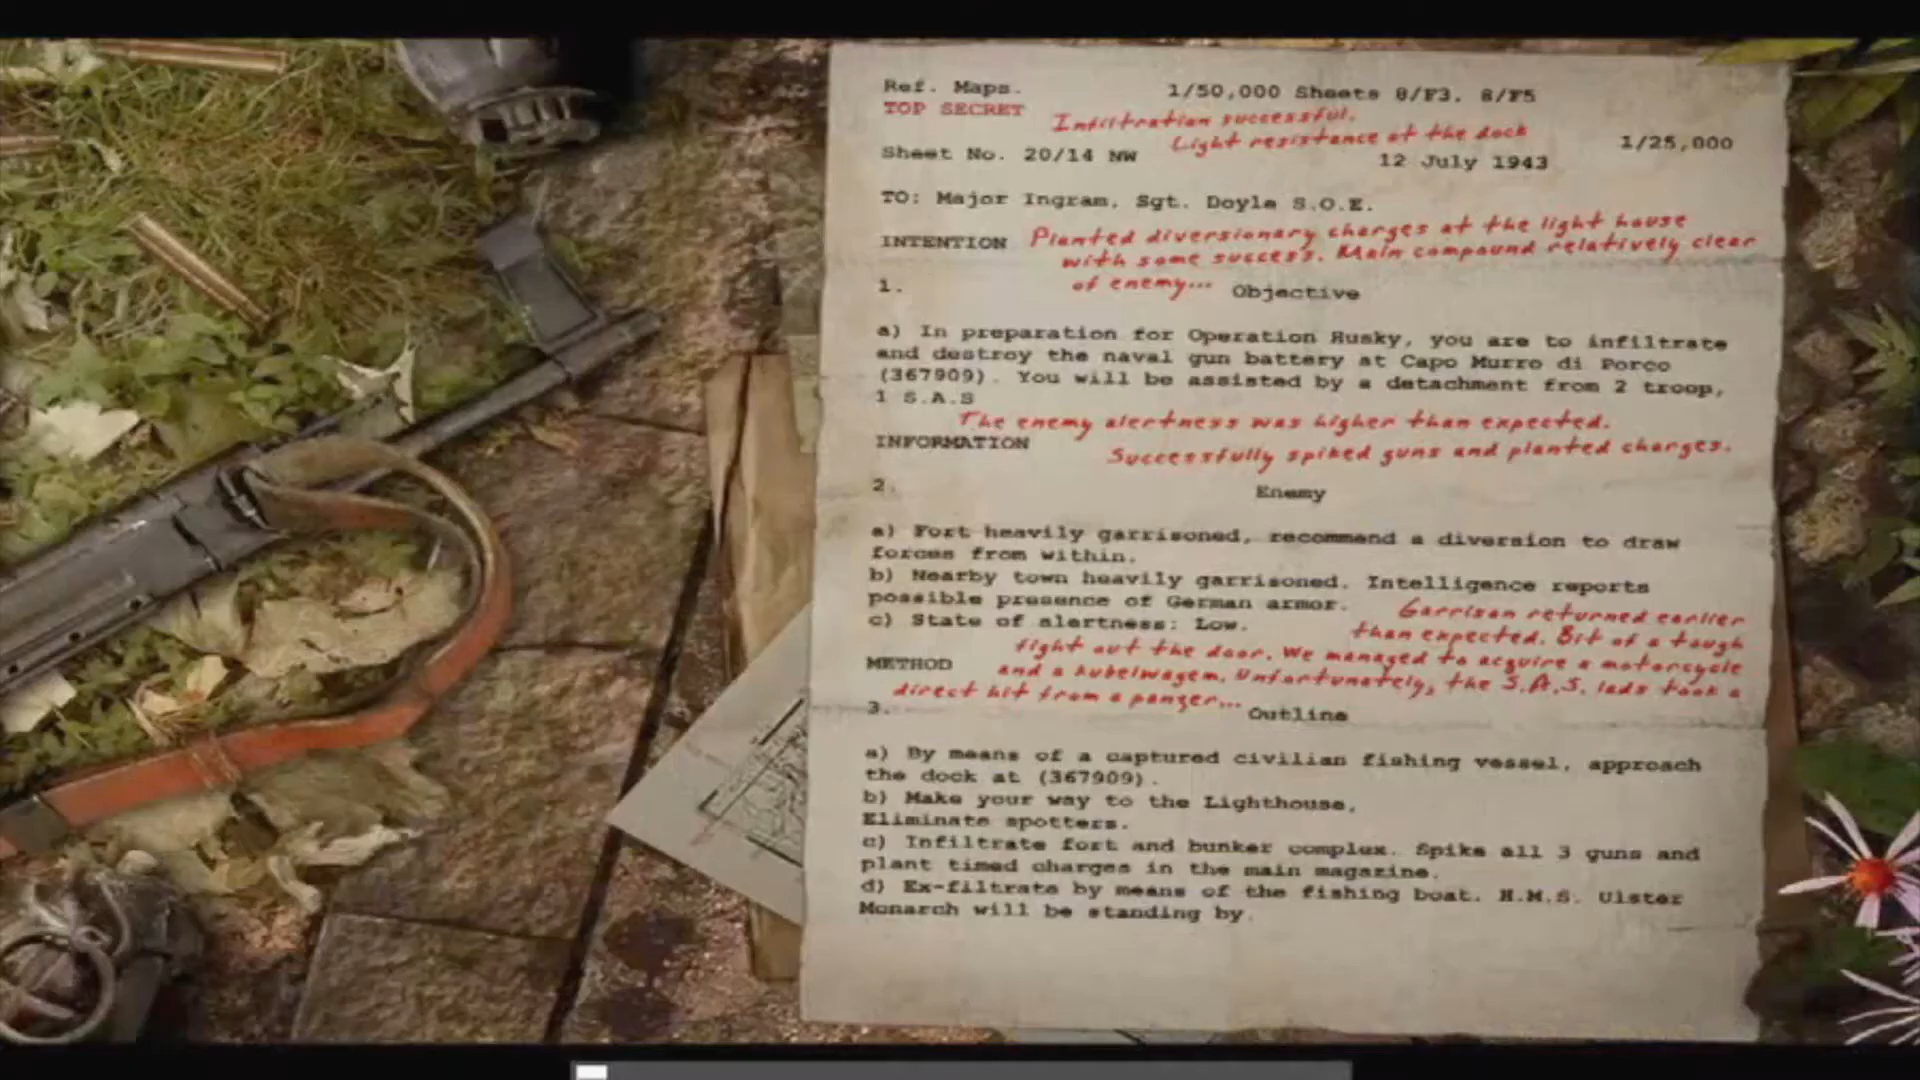 Ref. Maps. 1/50,000 Sheets 8/F3. 8/F5
TOP SECRET Infiltration successful.
Light resistance at the dock
1/25,000
Sheet No. 20/14 NW 12 July 1943
TO: Major Ingram, Sgt. Doyle S.O.E.
Planted diversionary charges at the light house
INTENTION with some success. Main compound relatively clear
of enemy...
1. Objective
a) In preparation for Operation Husky, you are to infiltrate
and destroy the naval gun battery at Capo Murro di Porco
(367909). You will be assisted by a detachment from 2 troop,
1 S.A.S
The enemy alertness was higher than expected.
INFORMATION Successfully spiked guns and planted charges.
2. Enemy
a) Fort heavily garrisoned, recommend a diversion to draw
forces from within.
b) Nearby town heavily garrisoned. Intelligence reports
possible presence of German armor.
c) State of alertness: Low.
Garrison returned earlier
than expected. Bit of a tough
fight out the door. We managed to acquire a motorcycle
METHOD and a kubelwagen. Unfortunately, the S.A.S. lads took a
direct hit from a panzer...
3. Outline
a) By means of a captured civilian fishing vessel, approach
the dock at (367909).
b) Make your way to the Lighthouse,
Eliminate spotters.
c) Infiltrate fort and bunker complex. Spike all 3 guns and
plant timed charges in the main magazine.
d) Ex-filtrate by means of the fishing boat. H.M.S. Ulster
Monarch will be standing by.